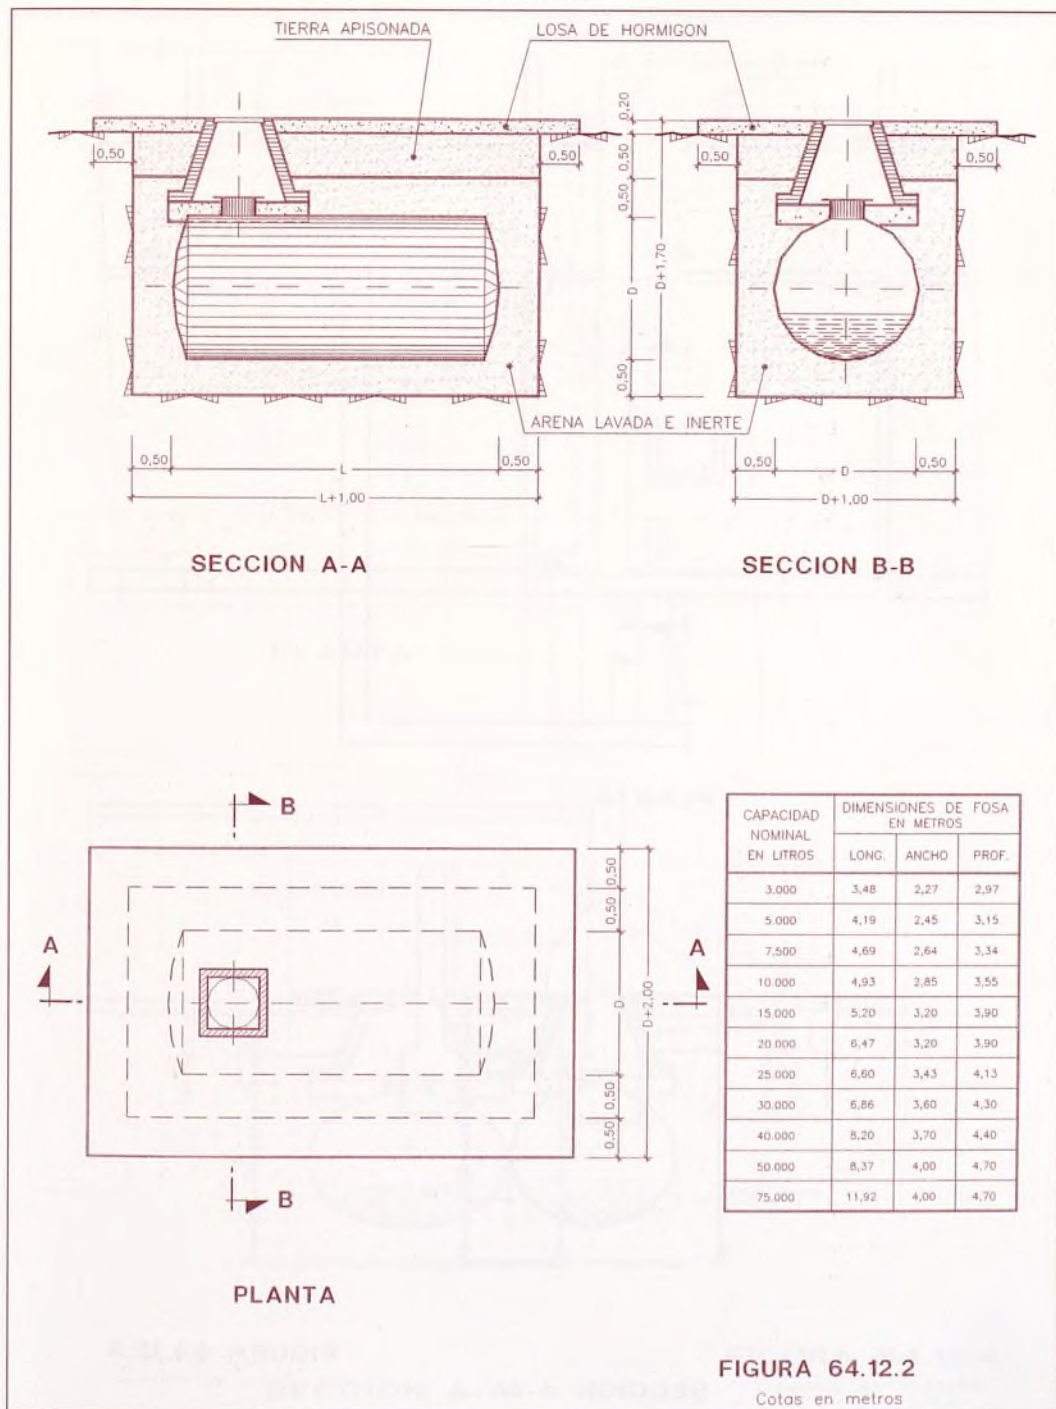 TIERRA APISONADA
LOSA DE HORMIGON
0,50
0,50
0,50
0,50
0,20
0,50
0,50
D
0,50
D+1,70
ARENA LAVADA E INERTE
0,50
L
0,50
L+1,00
0,50
D
0,50
D+1,00
SECCION A-A
SECCION B-B
B
A
A
B
0,50
0,50
D
0,50
0,50
D+2,00
PLANTA
CAPACIDAD NOMINAL EN LITROS
DIMENSIONES DE FOSA EN METROS
LONG. ANCHO PROF.
3.000 3,48 2,27 2,97
5.000 4,19 2,45 3,15
7.500 4,69 2,64 3,34
10.000 4,93 2,85 3,55
15.000 5,20 3,20 3,90
20.000 6,47 3,20 3,90
25.000 6,60 3,43 4,13
30.000 6,86 3,60 4,30
40.000 8,20 3,70 4,40
50.000 8,37 4,00 4,70
75.000 11,92 4,00 4,70
FIGURA 64.12.2
Cotas en metros